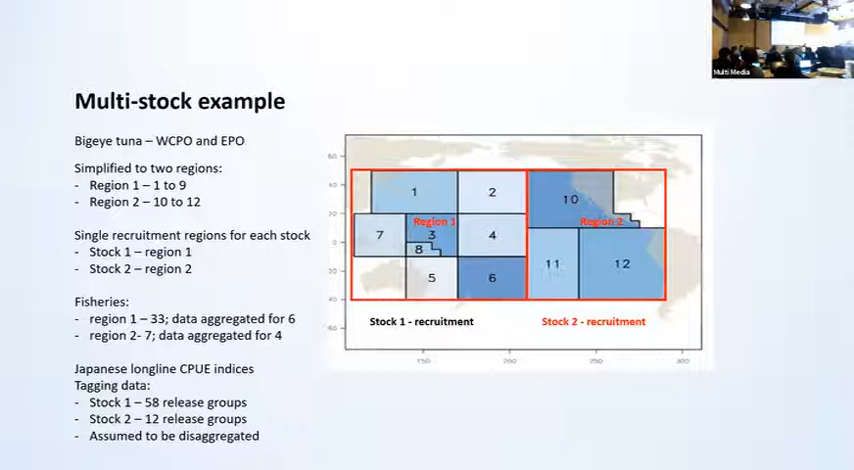 Multi Media
Multi-stock example
Bigeye tuna – WCPO and EPO
Simplified to two regions:
- Region 1 – 1 to 9
- Region 2 – 10 to 12
Single recruitment regions for each stock
- Stock 1 – region 1
- Stock 2 – region 2
Fisheries:
- region 1 – 33; data aggregated for 6
- region 2- 7; data aggregated for 4
Japanese longline CPUE indices
Tagging data:
- Stock 1 – 58 release groups
- Stock 2 – 12 release groups
- Assumed to be disaggregated
1
2
10
Region 1
Region 2
7
3
4
8
11
12
5
6
Stock 1 - recruitment
Stock 2 - recruitment
40
20
0
20
40
150
200
250
300